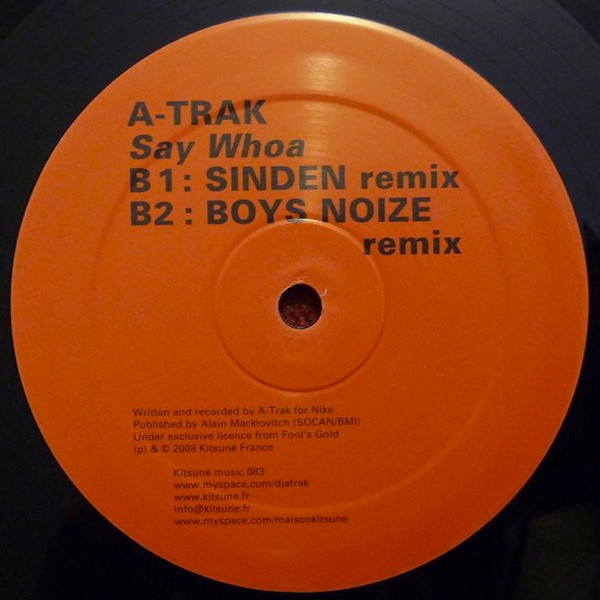 A-TRAK
Say Whoa
B1: SINDEN remix
B2: BOYS NOIZE
remix
Written and recorded by A-Trak for Nike
Published by Alain Macklovitch (SOCAN/BMI)
Under exclusive licence from Fool's Gold
(p) & © 2008 Kitsuné France
Kitsuné music 083
www.myspace.com/djatrak
www.kitsune.fr
info@kitsune.fr
www.myspace.com/maisonkitsune